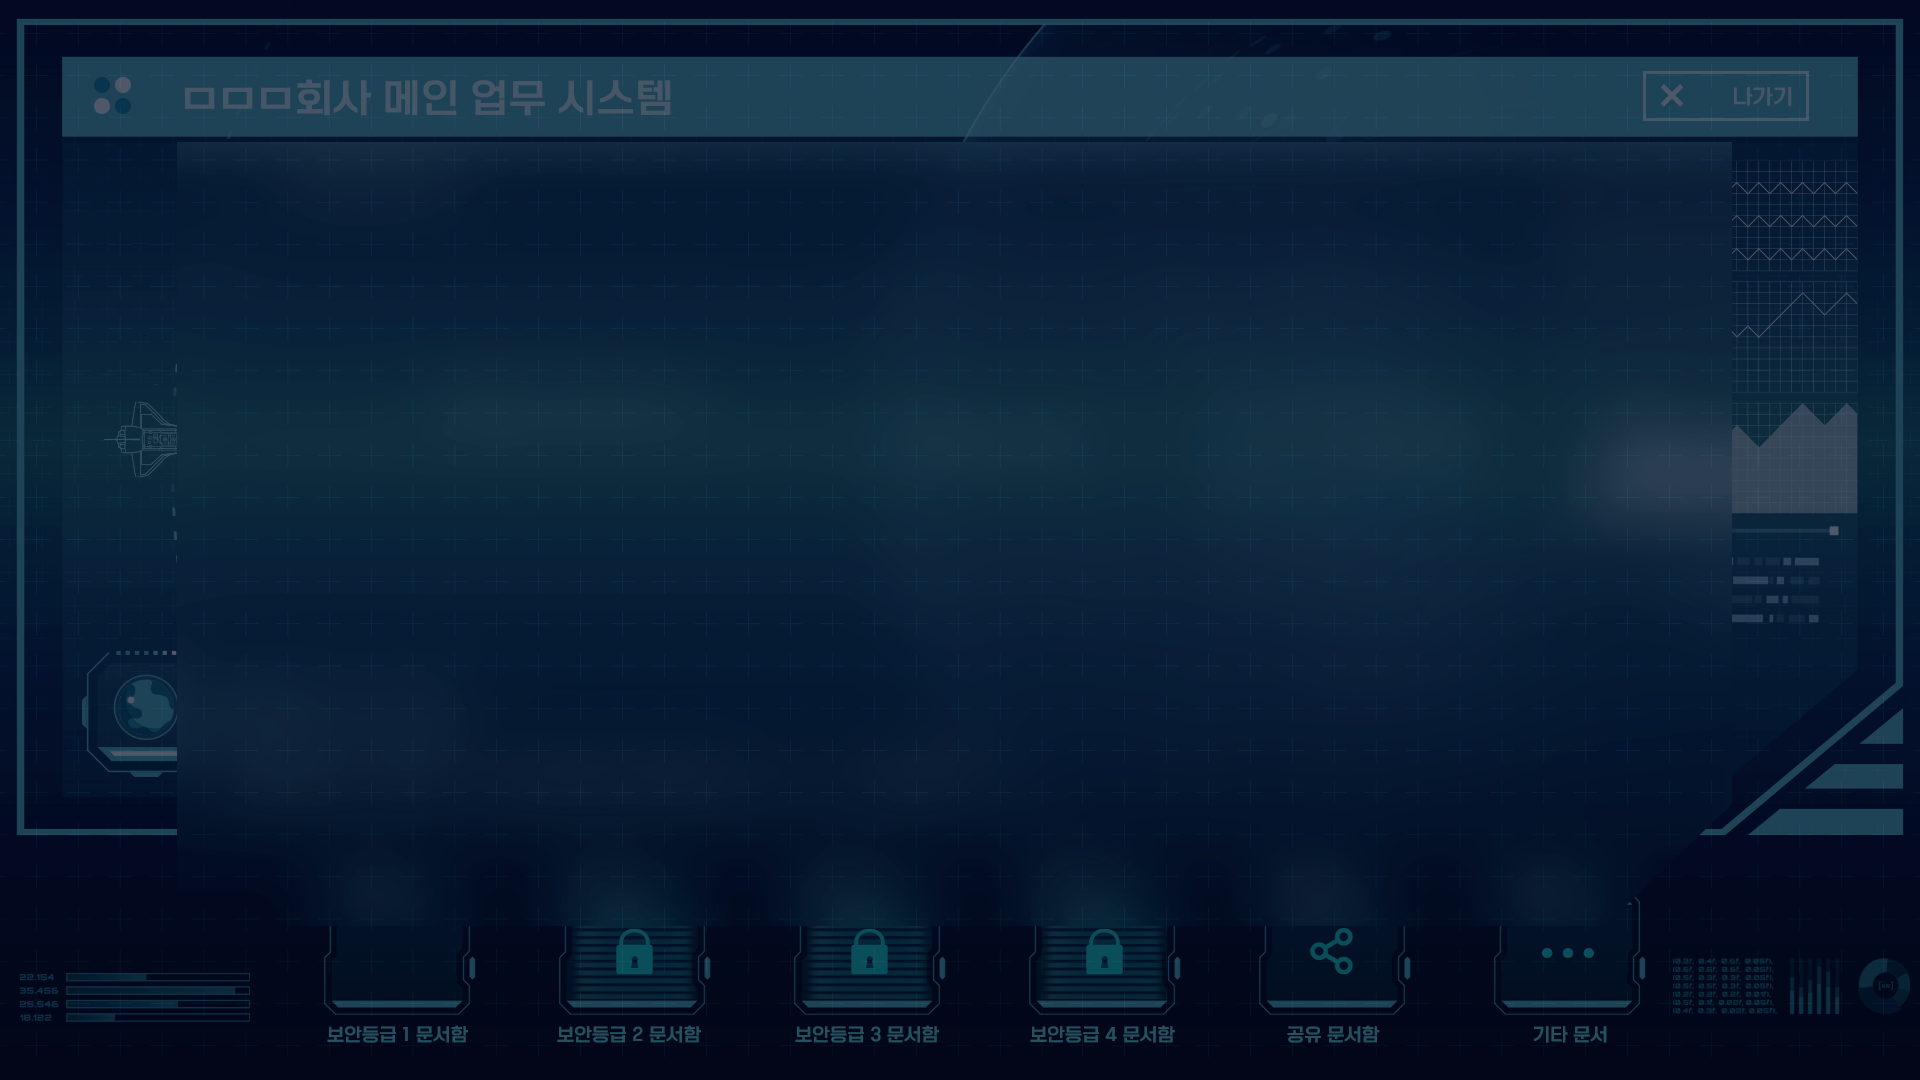 ㅁㅁㅁ회사 메인 업무 시스템
나가기
22.154
35.456
25.546
18.122
보안등급 1 문서함
보안등급 2 문서함
보안등급 3 문서함
보안등급 4 문서함
공유 문서함
기타 문서